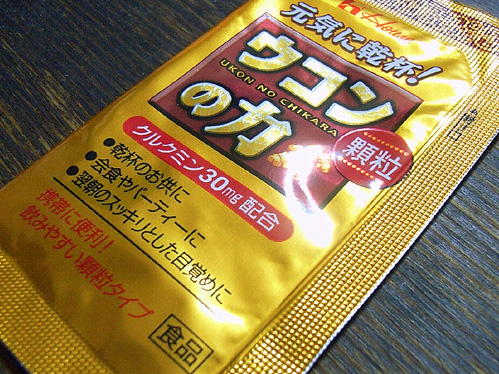 House
元気に乾杯!
ウコン
UKON NO CHIKARA
の力
顆粒
クルクミン30mg配合
●乾杯のお供に
●会食やパーティーに
●翌朝のスッキリとした目覚めに
携帯に便利!
飲みやすい顆粒タイプ
食品